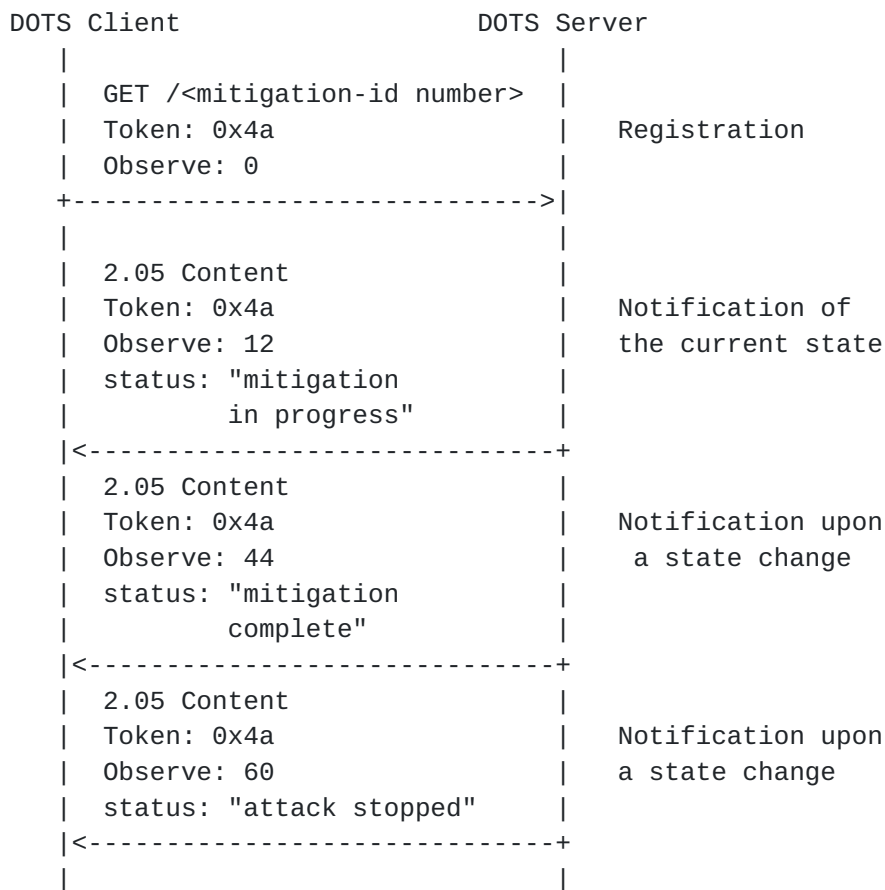 DOTS Client                   DOTS Server
   |                               |
   |  GET /<mitigation-id number>  |
   |  Token: 0x4a                  |   Registration
   |  Observe: 0                   |
   +------------------------------>|
   |                               |
   |  2.05 Content                 |
   |  Token: 0x4a                  |   Notification of
   |  Observe: 12                  |   the current state
   |  status: "mitigation          |
   |          in progress"         |
   |<------------------------------+
   |  2.05 Content                 |
   |  Token: 0x4a                  |   Notification upon
   |  Observe: 44                  |    a state change
   |  status: "mitigation          |
   |          complete"            |
   |<------------------------------+
   |  2.05 Content                 |
   |  Token: 0x4a                  |   Notification upon
   |  Observe: 60                  |   a state change
   |  status: "attack stopped"     |
   |<------------------------------+
   |                               |